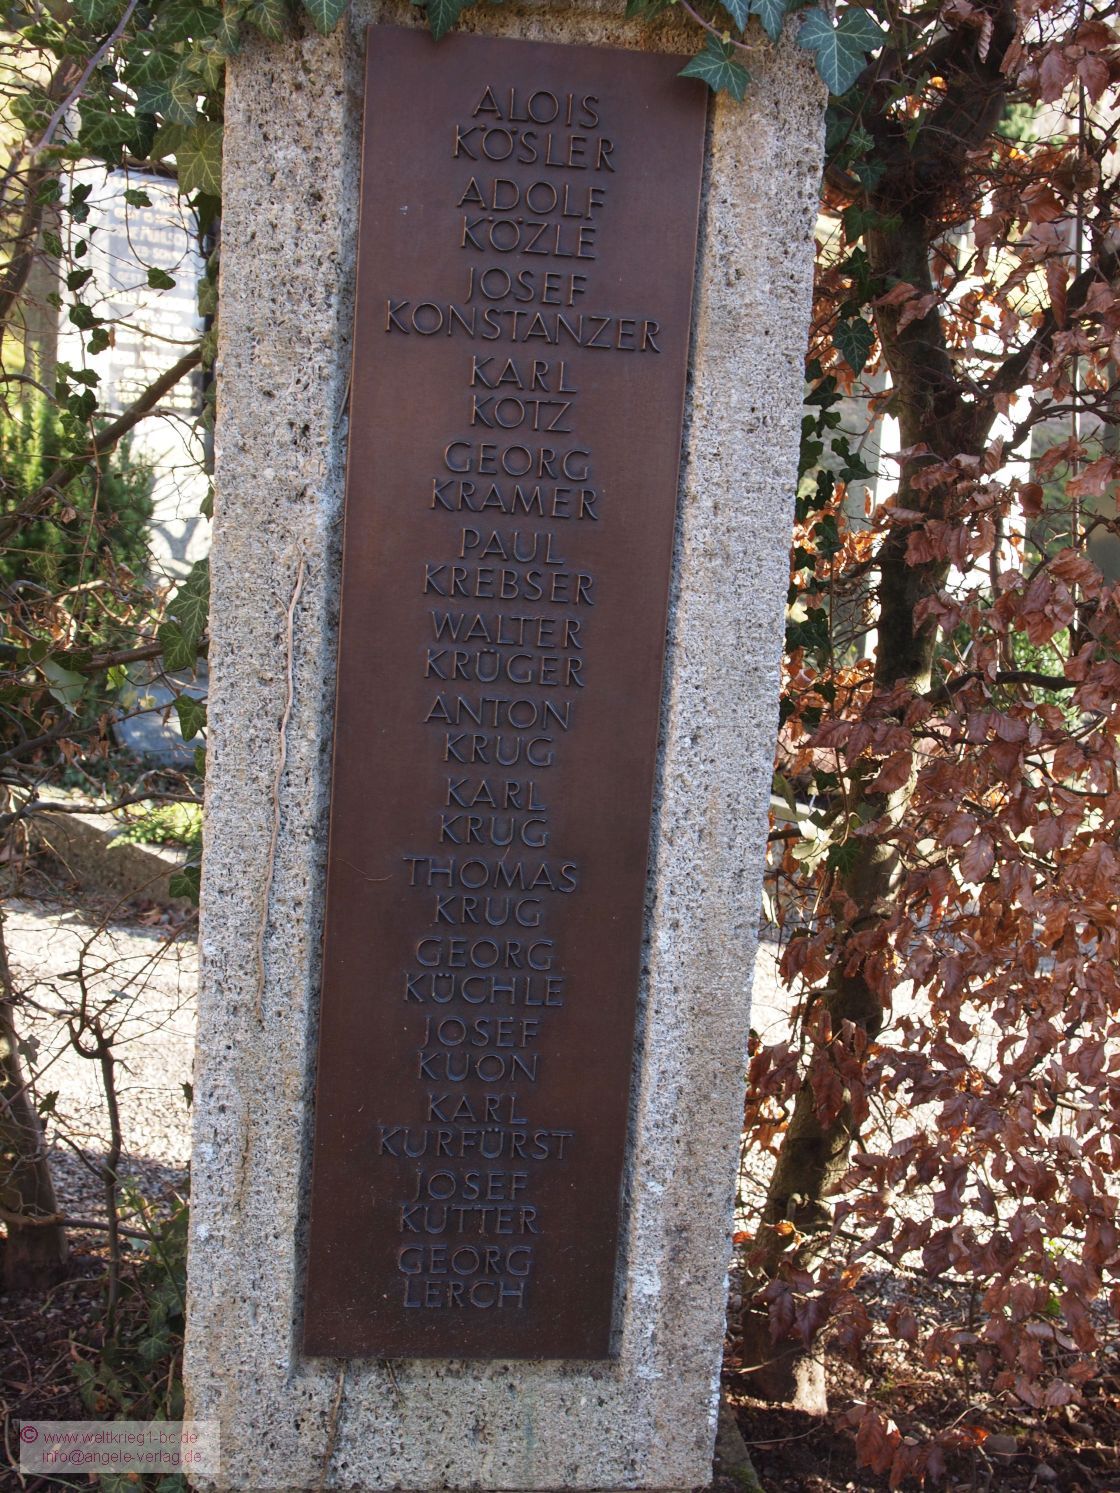 ALOIS
KÖSLER
ADOLF
KÖZLE
JOSEF
KONSTANZER
KARL
KOTZ
GEORG
KRAMER
PAUL
KREBSER
WALTER
KRÜGER
ANTON
KRUG
KARL
KRUG
THOMAS
KRUG
GEORG
KÜCHLE
JOSEF
KUON
KARL
KURFÜRST
JOSEF
KUTTER
GEORG
LERCH
© www.weltkrieg1-bc.de
info@angele-verlag.de